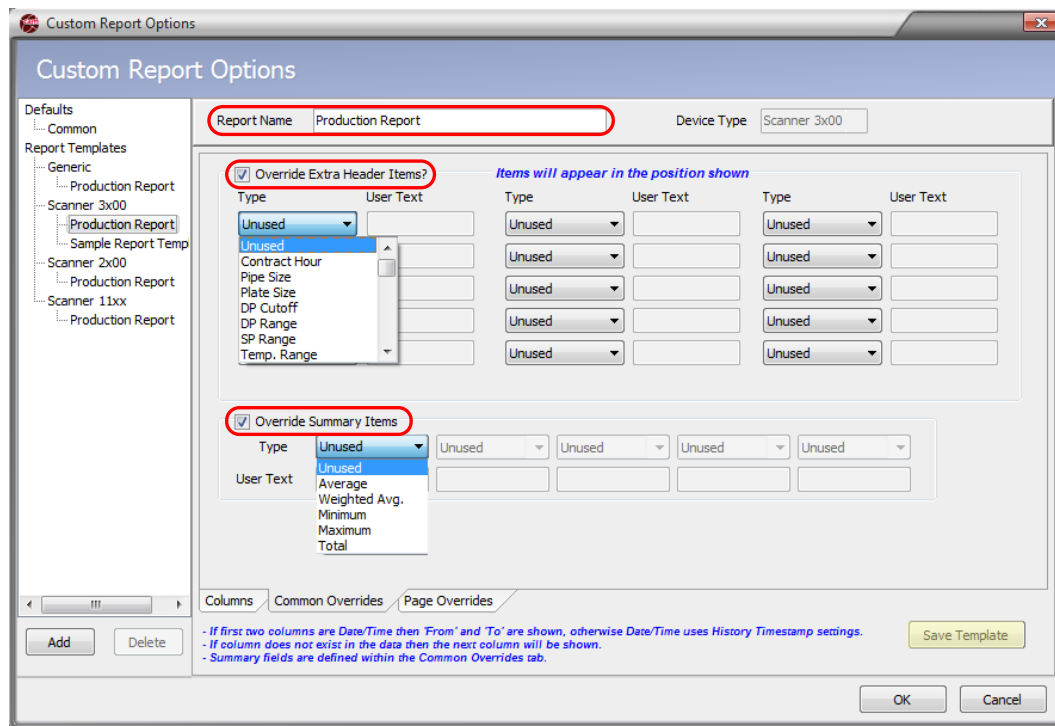 Custom Report Options
Custom Report Options
Defaults
Common
Report Templates
Generic
Production Report
Scanner 3x00
Production Report
Sample Report Templ
Scanner 2x00
Production Report
Scanner 11xx
Production Report
Add Delete
Report Name Production Report Device Type Scanner 3x00
Override Extra Header Items? Items will appear in the position shown
Type User Text Type User Text Type User Text
Unused Unused Unused
Unused Unused Unused
Contract Hour
Pipe Size Unused Unused
Plate Size
DP Cutoff Unused Unused
DP Range
SP Range Unused Unused
Temp. Range
Override Summary Items
Type Unused Unused Unused Unused Unused
User Text
Unused
Average
Weighted Avg.
Minimum
Maximum
Total
Columns Common Overrides Page Overrides
- If first two columns are Date/Time then 'From' and 'To' are shown, otherwise Date/Time uses History Timestamp settings.
- If column does not exist in the data then the next column will be shown.
- Summary fields are defined within the Common Overrides tab.
Save Template
OK Cancel